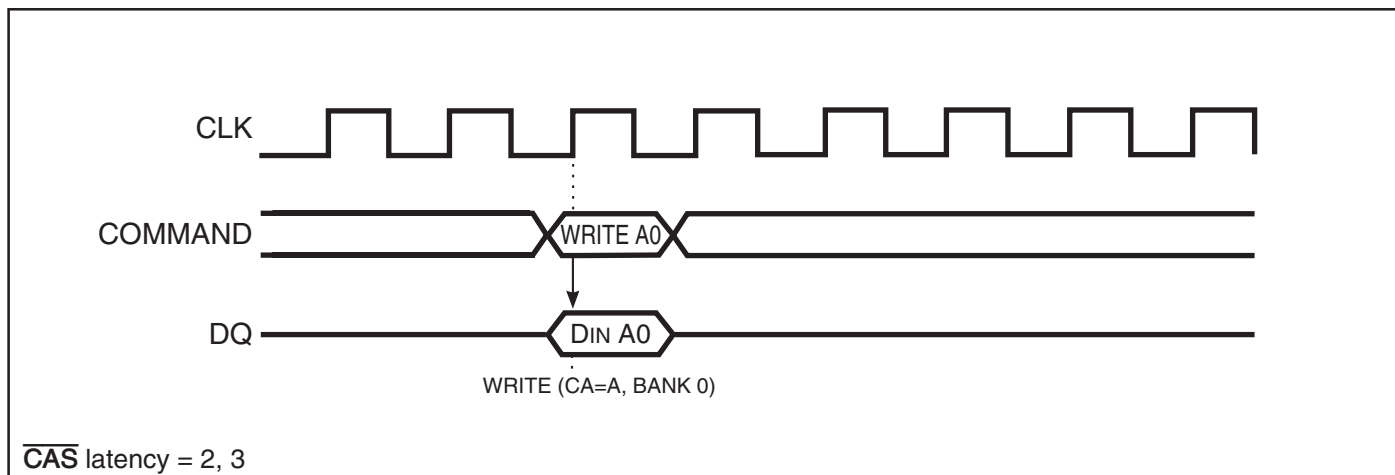 CLK
COMMAND
WRITE A0
DQ
DIN A0
WRITE (CA=A, BANK 0)
CAS latency = 2, 3